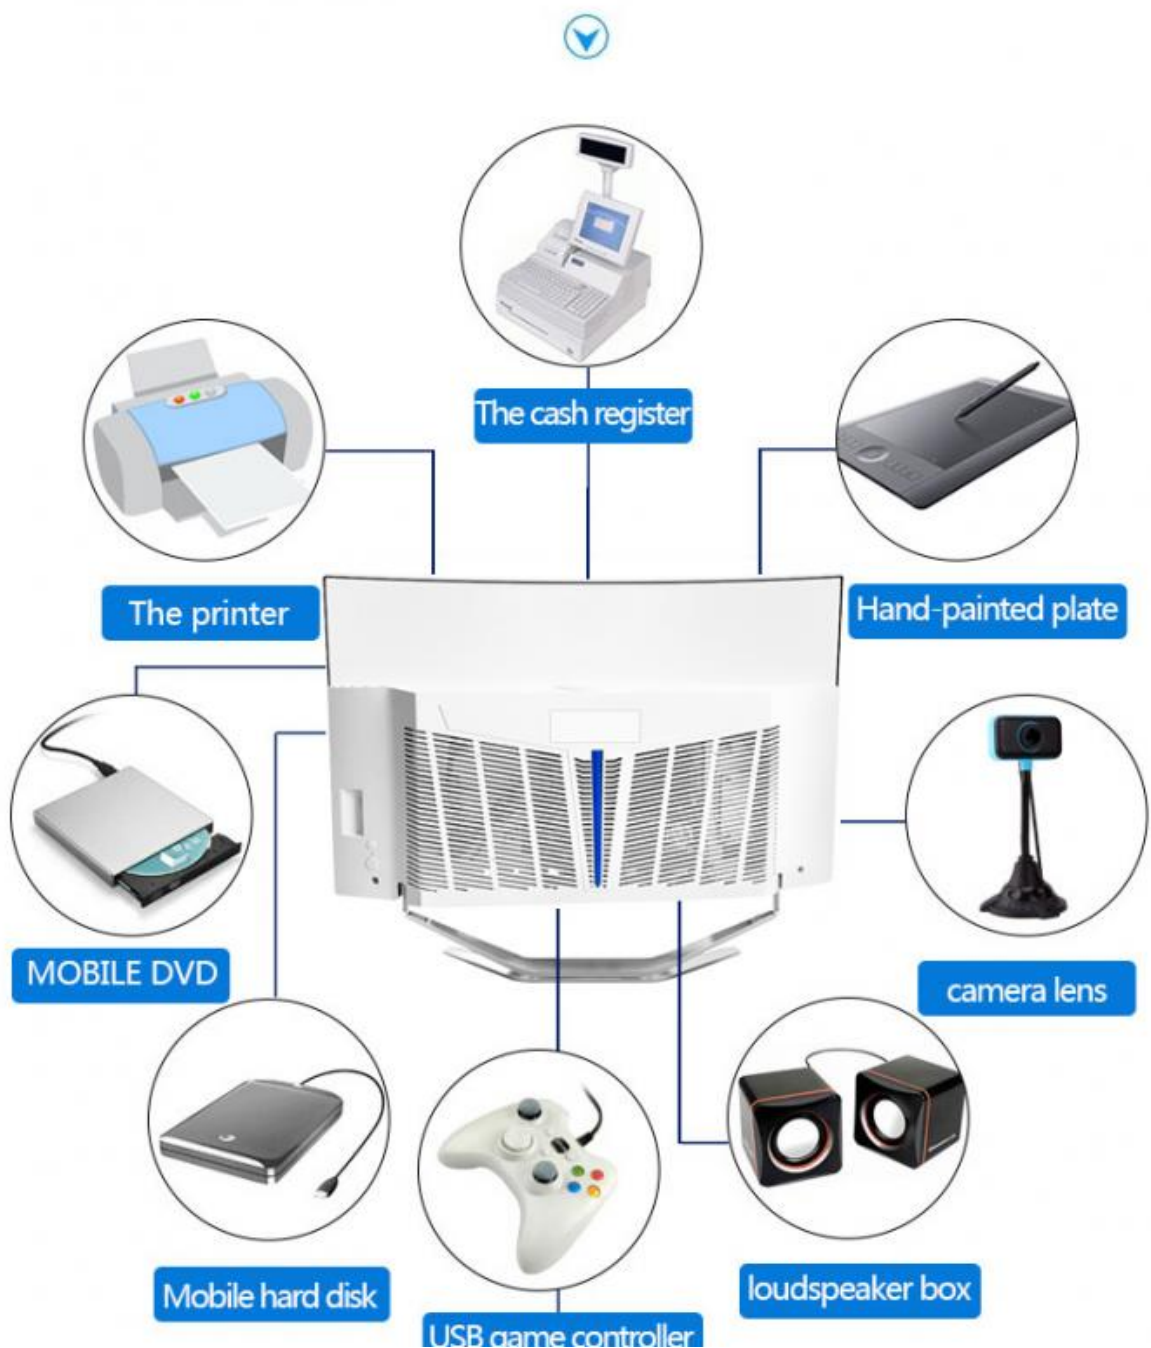 The cash register
The printer
Hand-painted plate
MOBILE DVD
camera lens
Mobile hard disk
loudspeaker box
USB game controller